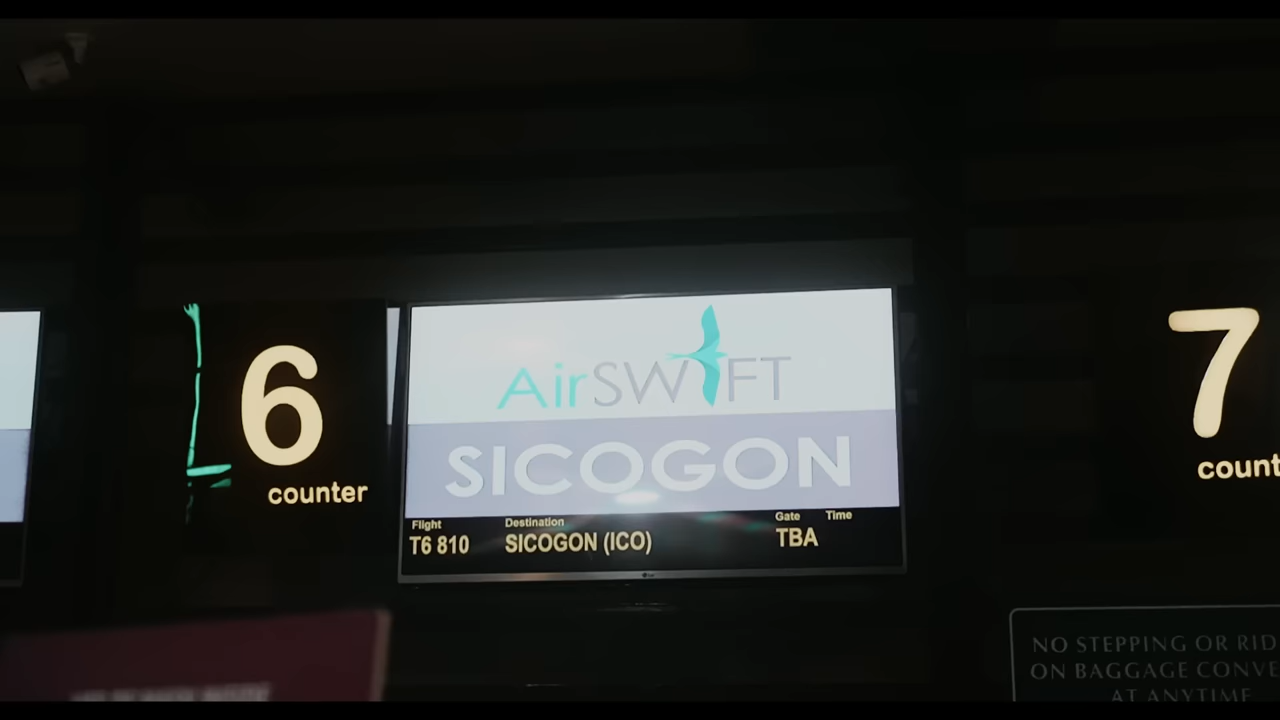 6
counter
AirSWIFT
SICOGON
Flight Destination Gate Time
T6 810 SICOGON (ICO) TBA
LG
7
count
NO STEPPING OR RID
ON BAGGAGE CONVE
AT ANYTIME